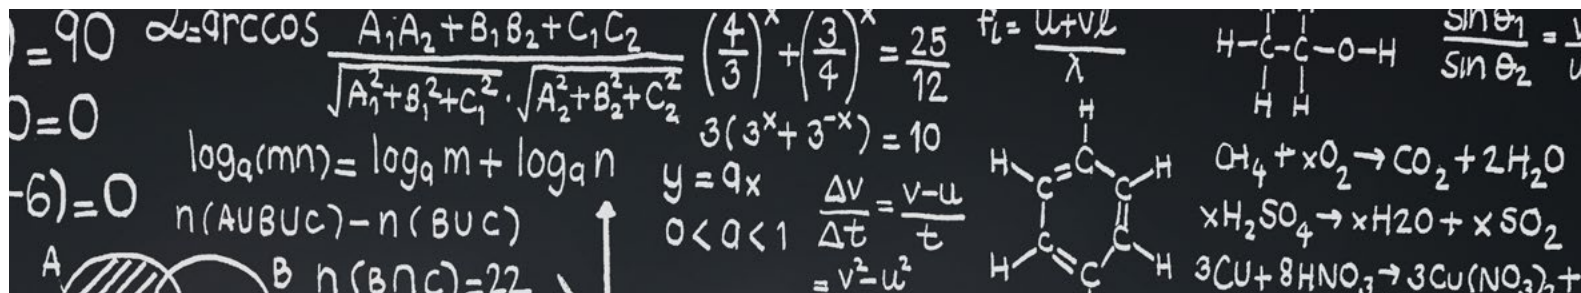 )=90
0=0
-6)=0
α=arccos A₁A₂+B₁B₂+C₁C₂
√A₁²+B₁²+C₁² · √A₂²+B₂²+C₂²
logₐ(mn)=logₐm+logₐn
n(AUBUC)-n(BUC)
A B n(B∩C)=22
(4/3)ˣ+(3/4)ˣ=25/12
3(3ˣ+3⁻ˣ)=10
y=ax
0<a<1
Δv/Δt=v-u/t
=v²-u²
fʟ=u+vl/λ
H
H C H
C C
C C
H C H
H-C-C-O-H
H H
sinθ₁/sinθ₂=
CH₄+xO₂→CO₂+2H₂O
xH₂SO₄→xH2O+xSO₂
3CU+8HNO₃→3Cu(NO₃)₂+